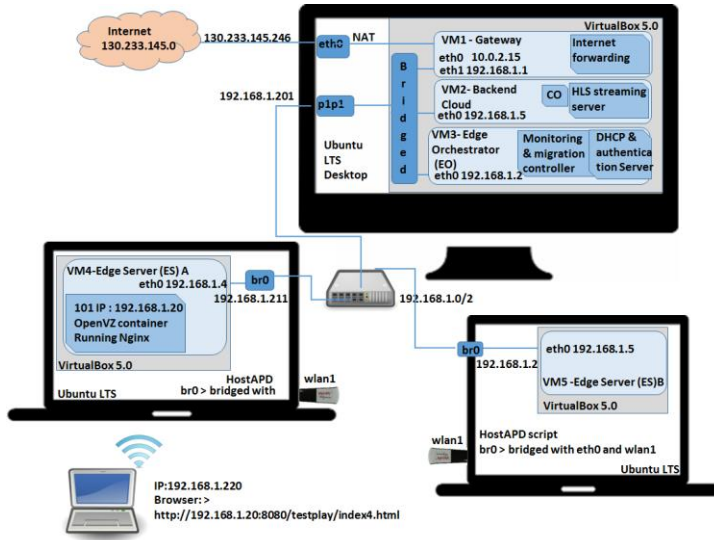 Internet
130.233.145.0
130.233.145.246
eth0
NAT
VirtualBox 5.0
VM1 - Gateway
eth0 10.0.2.15
eth1 192.168.1.1
Internet
forwarding
192.168.1.201
p1p1
Bridged
VM2- Backend
Cloud
eth0 192.168.1.5
CO
HLS streaming
server
Ubuntu
LTS
Desktop
VM3- Edge
Orchestrator
(EO)
eth0 192.168.1.2
Monitoring
& migration
controller
DHCP &
authentica
tion Server
VM4-Edge Server (ES) A
eth0 192.168.1.4
br0
192.168.1.211
101 IP : 192.168.1.20
OpenVZ container
Running Nginx
VirtualBox 5.0
Ubuntu LTS
HostAPD
br0 > bridged with
wlan1
192.168.1.0/2
br0
192.168.1.2
eth0 192.168.1.5
VM5 -Edge Server (ES)B
VirtualBox 5.0
wlan1
HostAPD script
br0 > bridged with eth0 and wlan1
Ubuntu LTS
IP:192.168.1.220
Browser: >
http://192.168.1.20:8080/testplay/index4.html